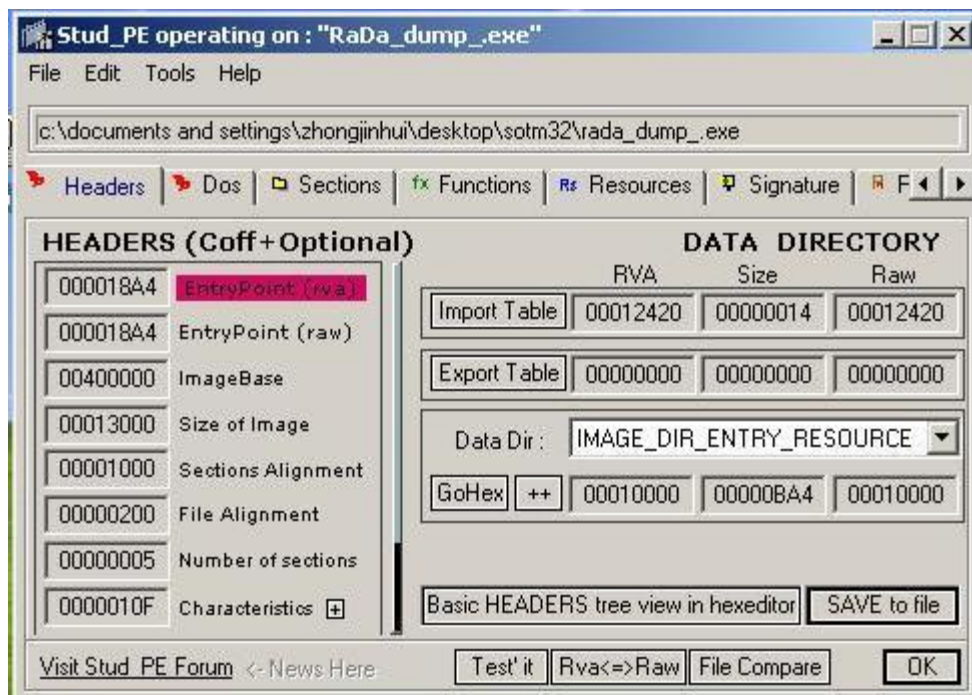 Stud_PE operating on : "RaDa_dump_.exe"
File Edit Tools Help
c:\documents and settings\zhongjinhui\desktop\sotm32\rada_dump_.exe
Headers Dos Sections fx Functions Rs Resources Signature F
HEADERS (Coff+Optional)
000018A4 EntryPoint (rva)
000018A4 EntryPoint (raw)
00400000 ImageBase
00013000 Size of Image
00001000 Sections Alignment
00000200 File Alignment
00000005 Number of sections
0000010F Characteristics +
DATA DIRECTORY
RVA Size Raw
Import Table 00012420 00000014 00012420
Export Table 00000000 00000000 00000000
Data Dir : IMAGE_DIR_ENTRY_RESOURCE
GoHex ++ 00010000 00000BA4 00010000
Basic HEADERS tree view in hexeditor SAVE to file
Visit Stud_PE Forum <- News Here Test' it Rva<=>Raw File Compare OK